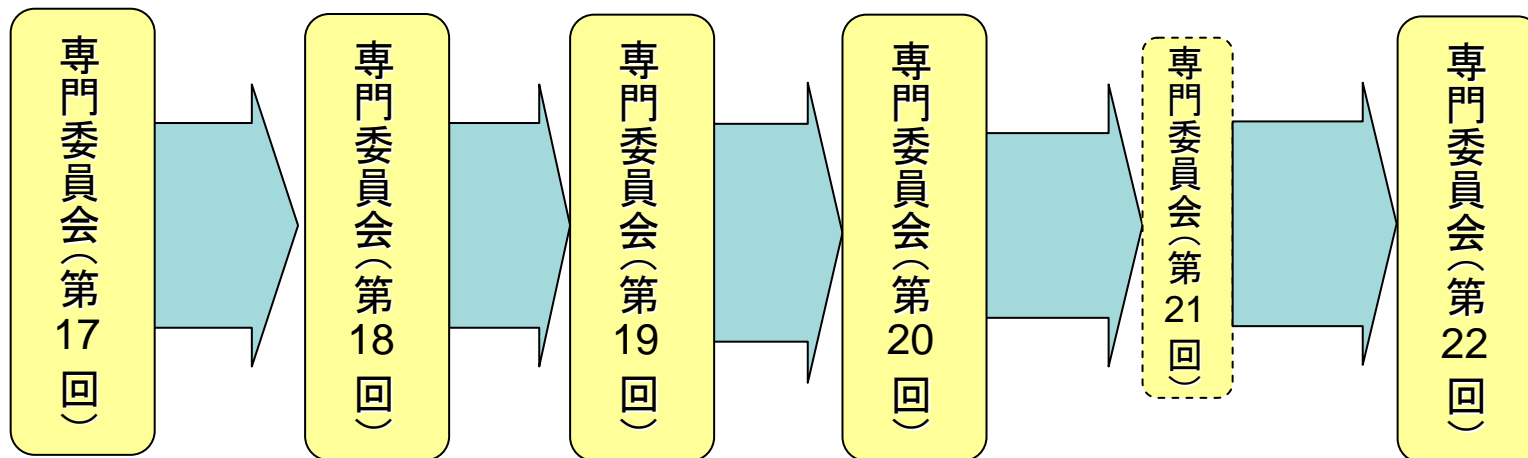 専門委員会（第17回）
専門委員会（第18回）
専門委員会（第19回）
専門委員会（第20回）
専門委員会（第21回）
専門委員会（第22回）